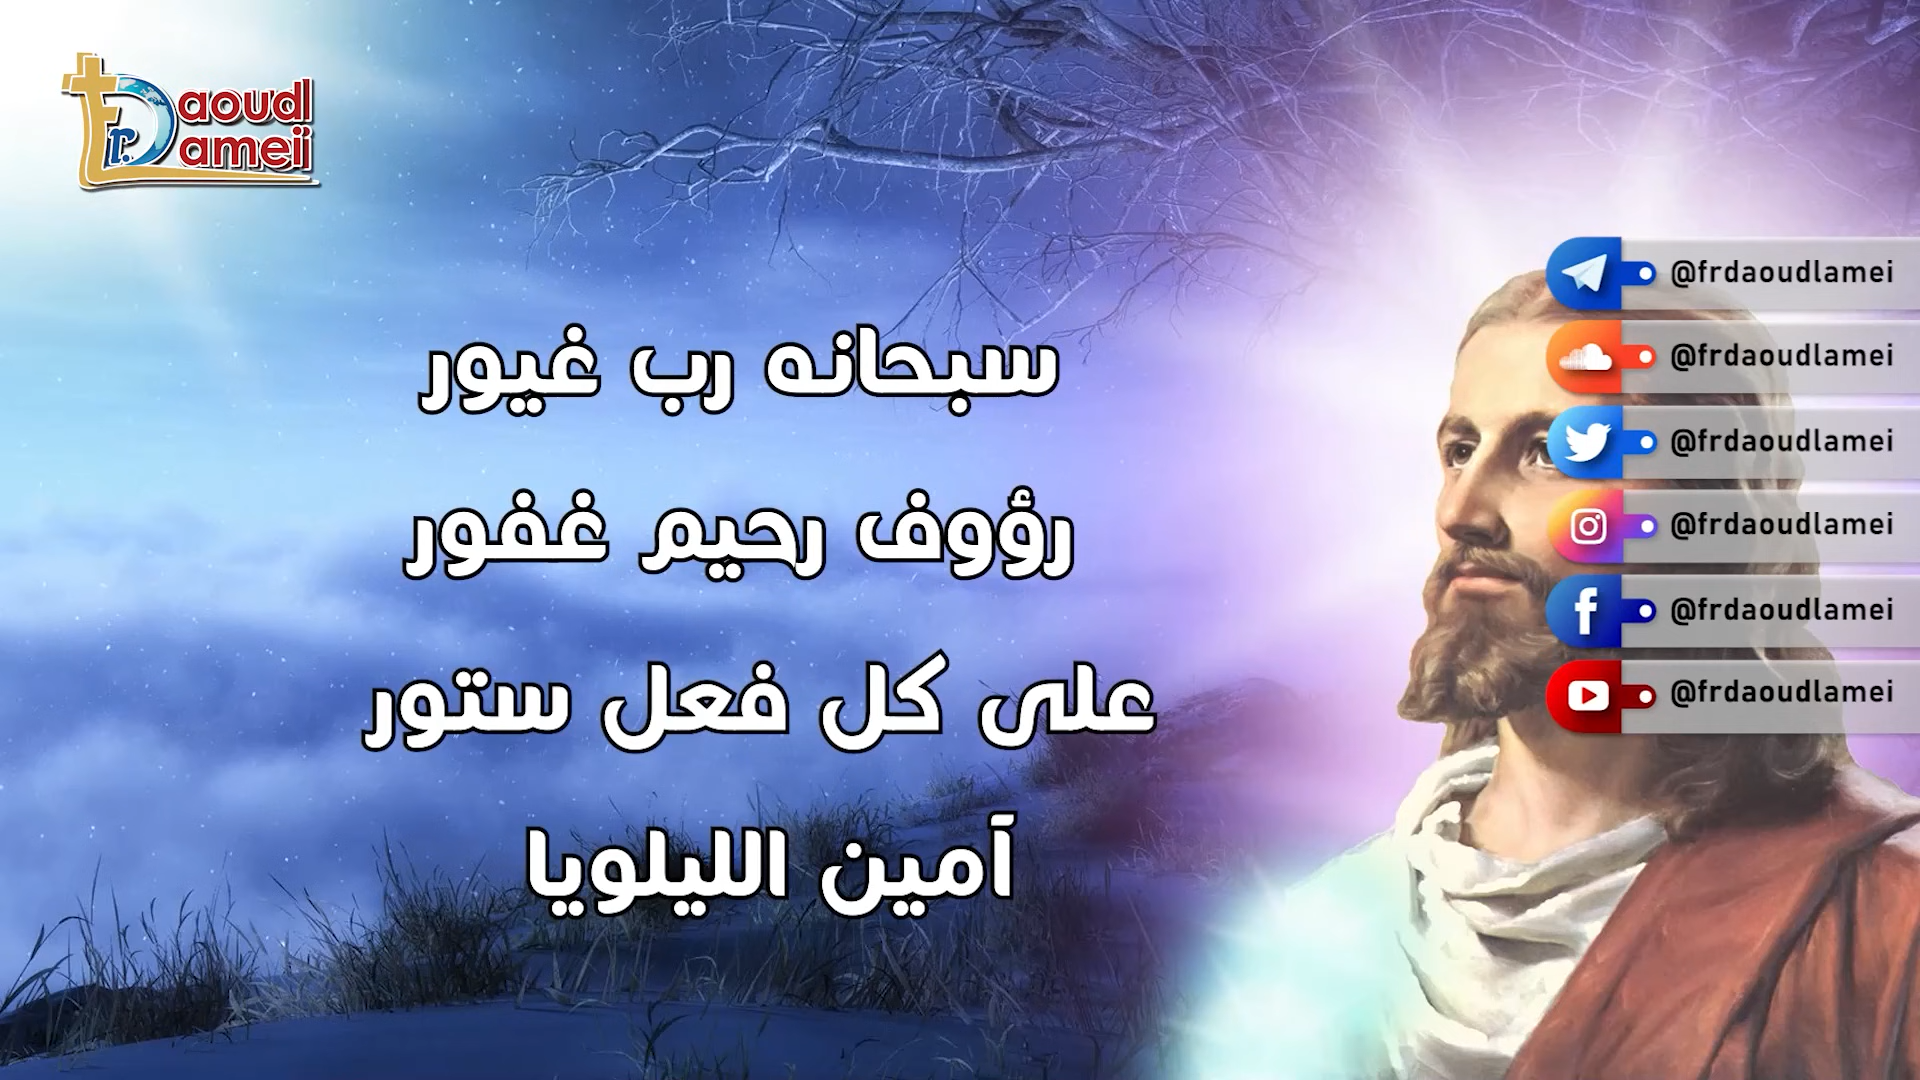 Fr. Daoud
Lameii
سبحانه رب غيور
رؤوف رحيم غفور
على كل فعل ستور
آمين الليلويا
@frdaoudlamei
@frdaoudlamei
@frdaoudlamei
@frdaoudlamei
@frdaoudlamei
@frdaoudlamei